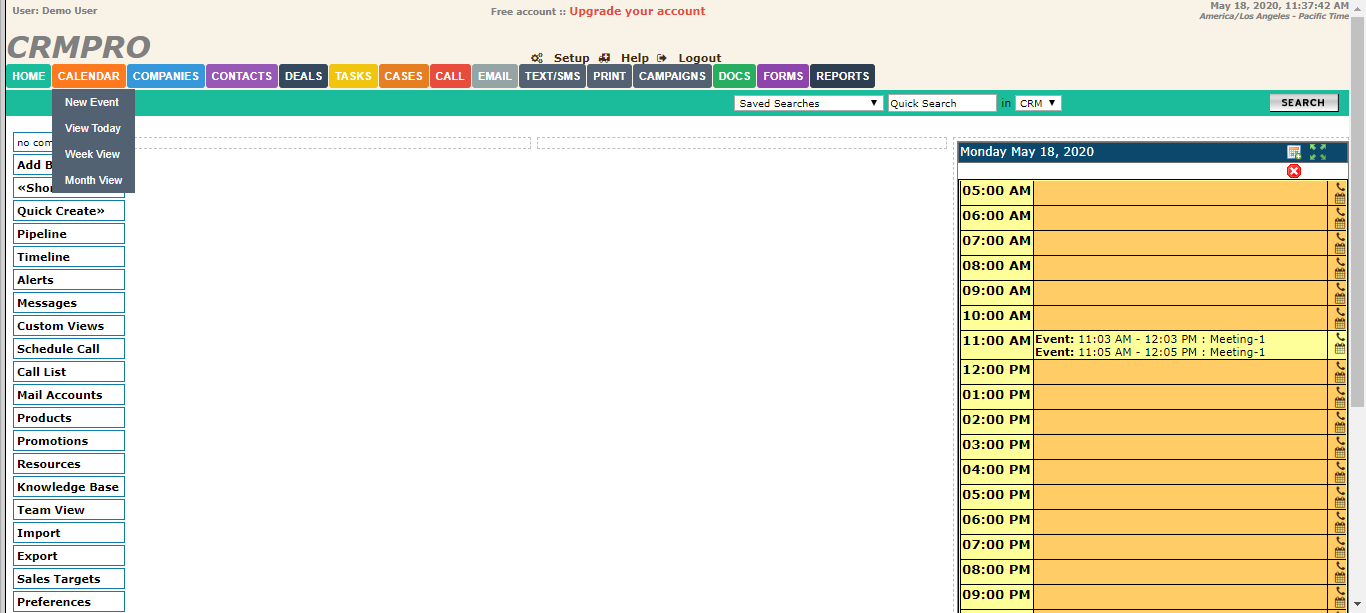 User: Demo User
Free account :: Upgrade your account
May 18, 2020, 11:37:42 AM
America/Los Angeles - Pacific Time
CRMPRO
Setup Help Logout
HOME CALENDAR COMPANIES CONTACTS DEALS TASKS CASES CALL EMAIL TEXT/SMS PRINT CAMPAIGNS DOCS FORMS REPORTS
New Event
View Today
Week View
Month View
Saved Searches Quick Search in CRM SEARCH
no com
Add B
«Sho
Quick Create»
Pipeline
Timeline
Alerts
Messages
Custom Views
Schedule Call
Call List
Mail Accounts
Products
Promotions
Resources
Knowledge Base
Team View
Import
Export
Sales Targets
Preferences
Monday May 18, 2020
05:00 AM
06:00 AM
07:00 AM
08:00 AM
09:00 AM
10:00 AM
11:00 AM Event: 11:03 AM - 12:03 PM : Meeting-1
Event: 11:05 AM - 12:05 PM : Meeting-1
12:00 PM
01:00 PM
02:00 PM
03:00 PM
04:00 PM
05:00 PM
06:00 PM
07:00 PM
08:00 PM
09:00 PM